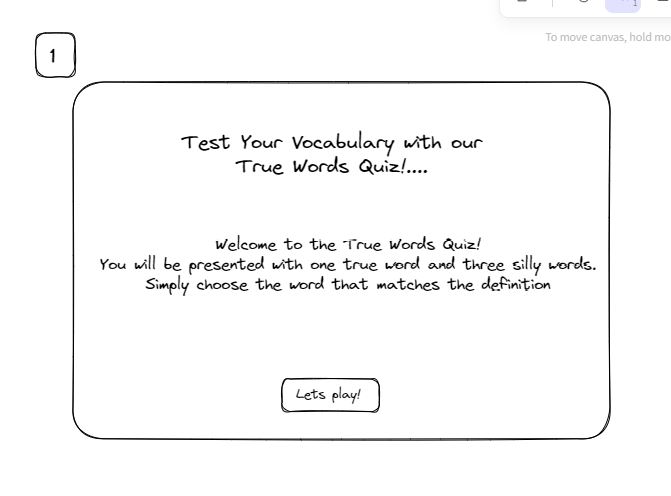 1
To move canvas, hold mo
1
Test Your Vocabulary with our
True Words Quiz!....
Welcome to the True Words Quiz!
You will be presented with one true word and three silly words.
Simply choose the word that matches the definition
Lets play!